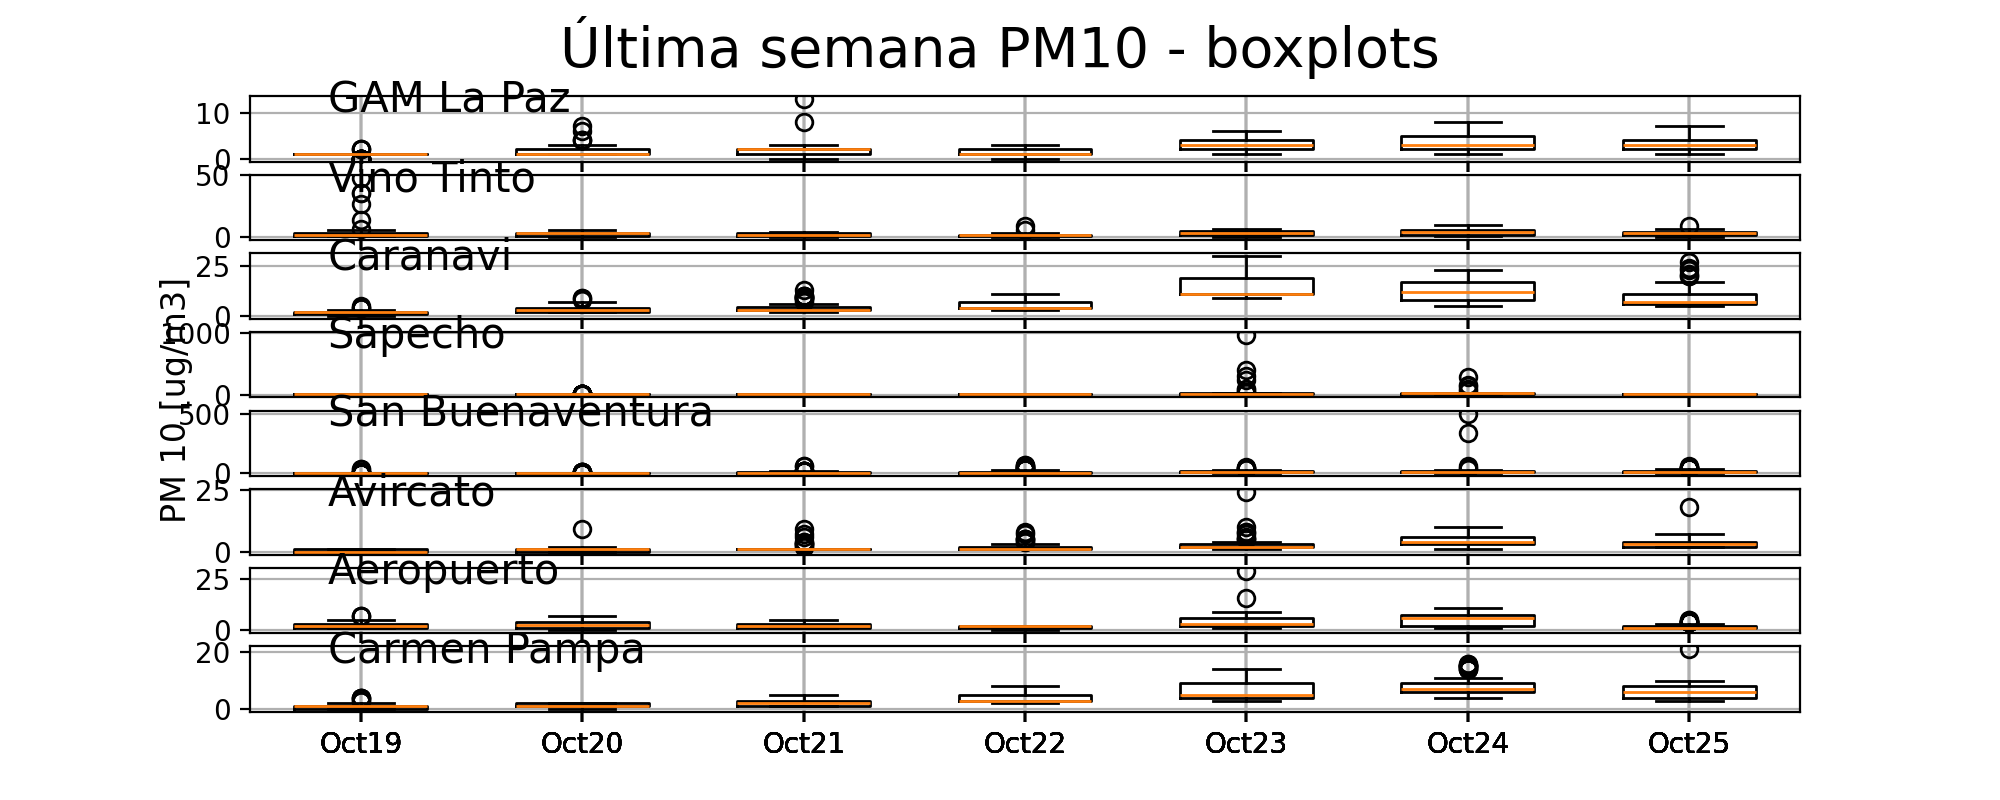 Última semana PM10 - boxplots
GAM La Paz
10
0
Vino Tinto
50
0
Caranavi
25
0
Sapecho
1000
0
San Buenaventura
500
0
Avircato
25
0
Aeropuerto
25
0
Carmen Pampa
20
0
PM 10 [ug/m3]
Oct19 Oct20 Oct21 Oct22 Oct23 Oct24 Oct25